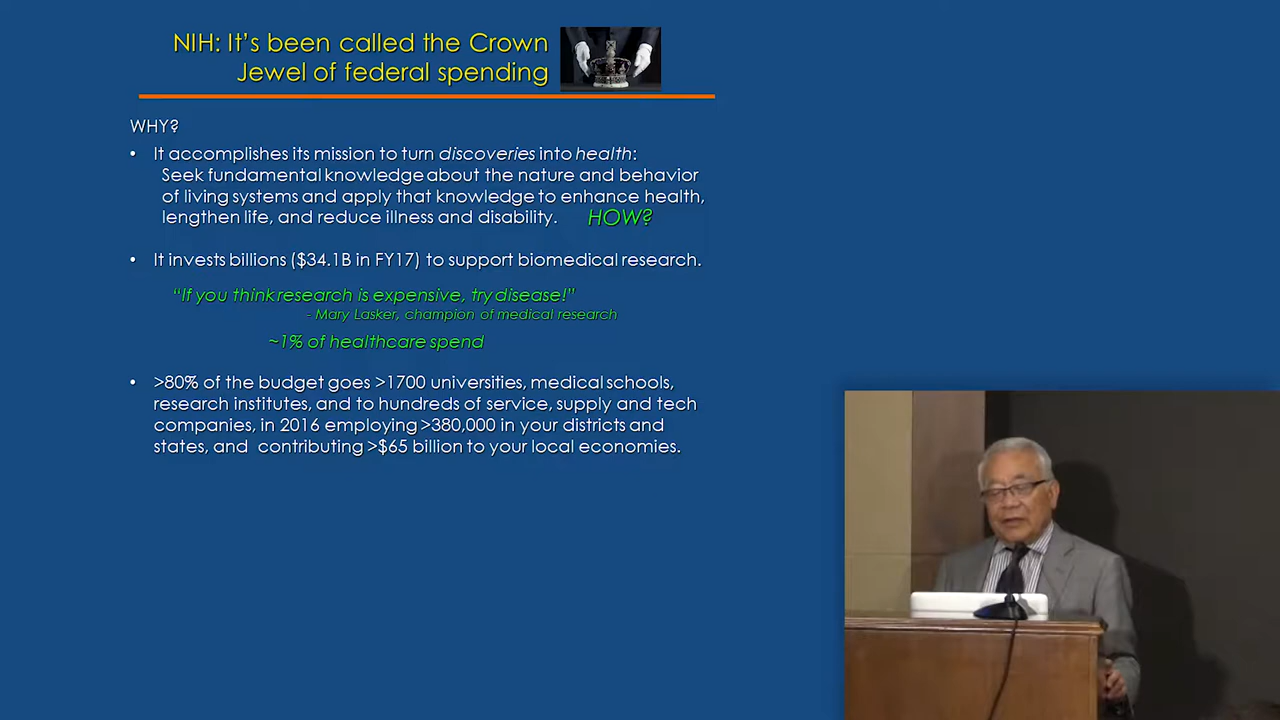 NIH: It's been called the Crown
Jewel of federal spending
WHY?
• It accomplishes its mission to turn discoveries into health:
Seek fundamental knowledge about the nature and behavior
of living systems and apply that knowledge to enhance health,
lengthen life, and reduce illness and disability. HOW?
• It invests billions ($34.1B in FY17) to support biomedical research.
“If you think research is expensive, try disease!”
- Mary Lasker, champion of medical research
~1% of healthcare spend
• >80% of the budget goes >1700 universities, medical schools,
research institutes, and to hundreds of service, supply and tech
companies, in 2016 employing >380,000 in your districts and
states, and contributing >$65 billion to your local economies.